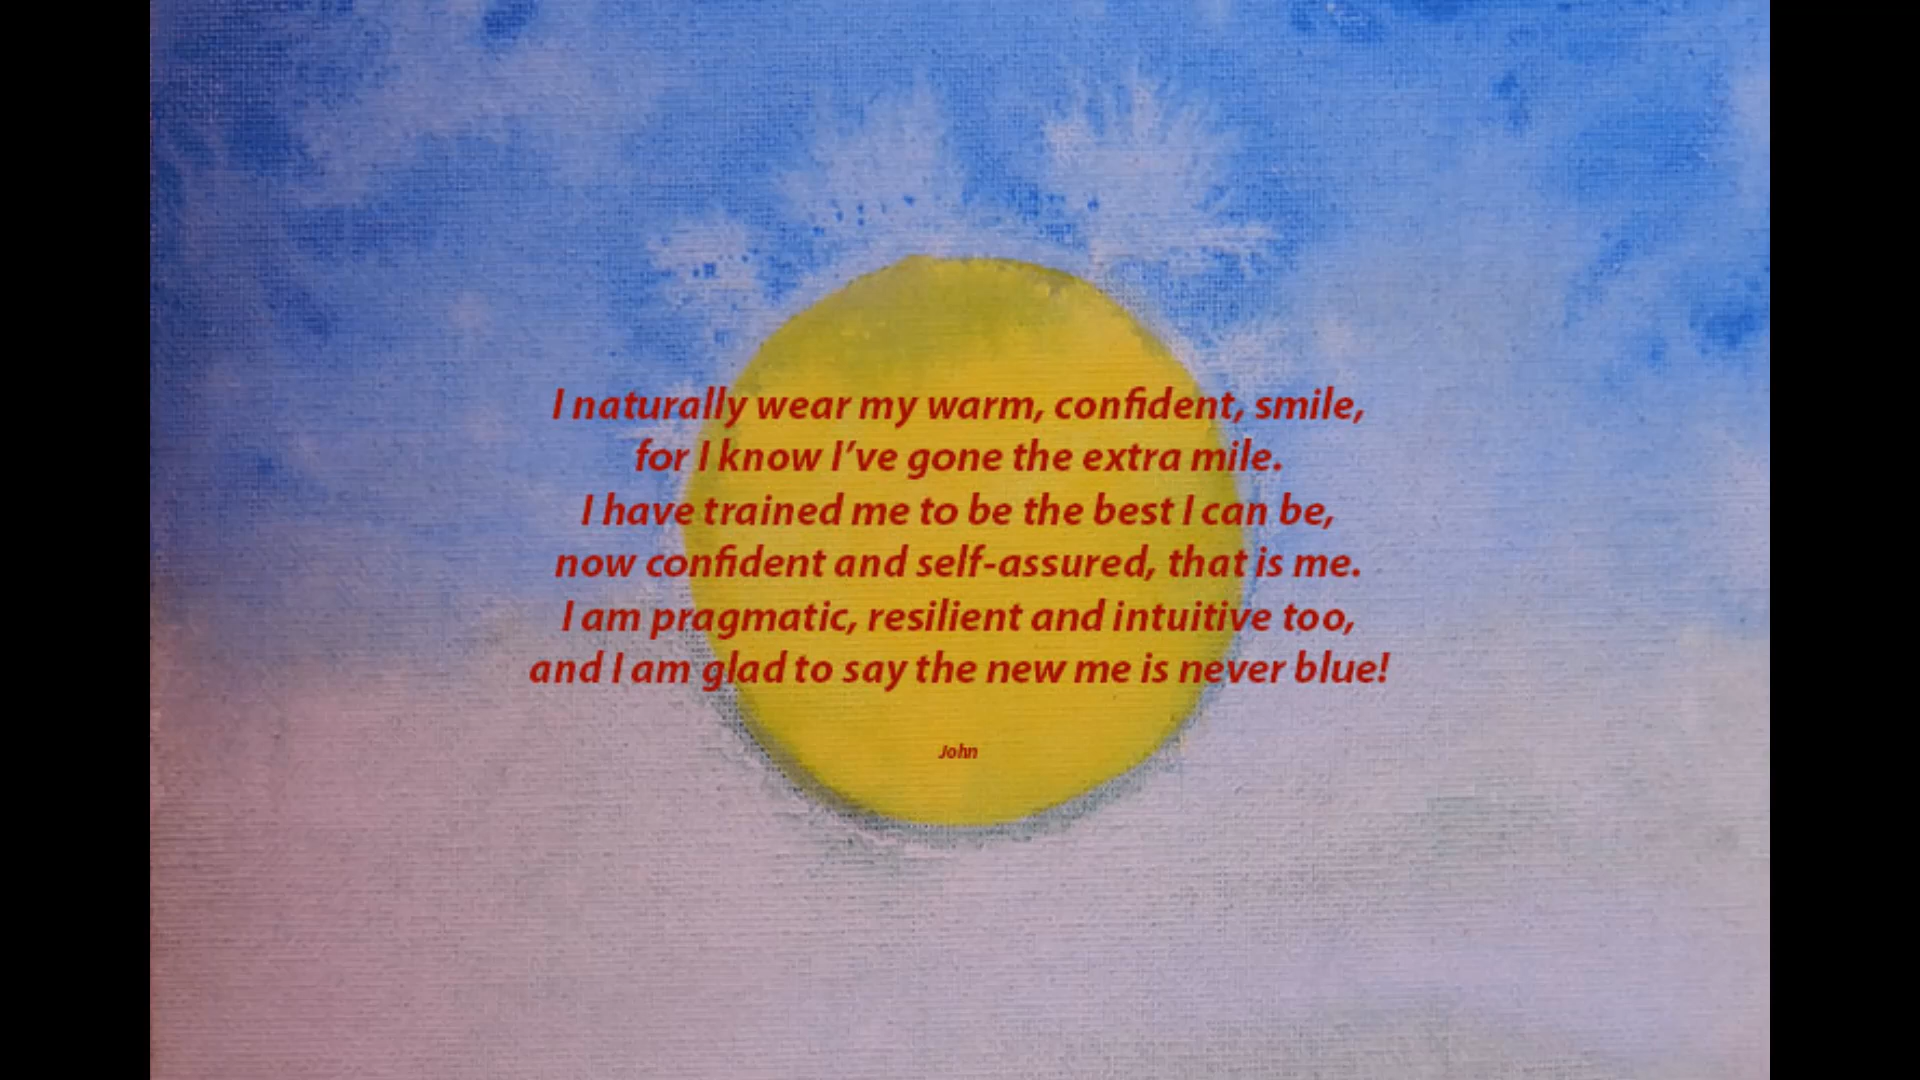 I naturally wear my warm, confident, smile,
for I know I’ve gone the extra mile.
I have trained me to be the best I can be,
now confident and self-assured, that is me.
I am pragmatic, resilient and intuitive too,
and I am glad to say the new me is never blue!
John